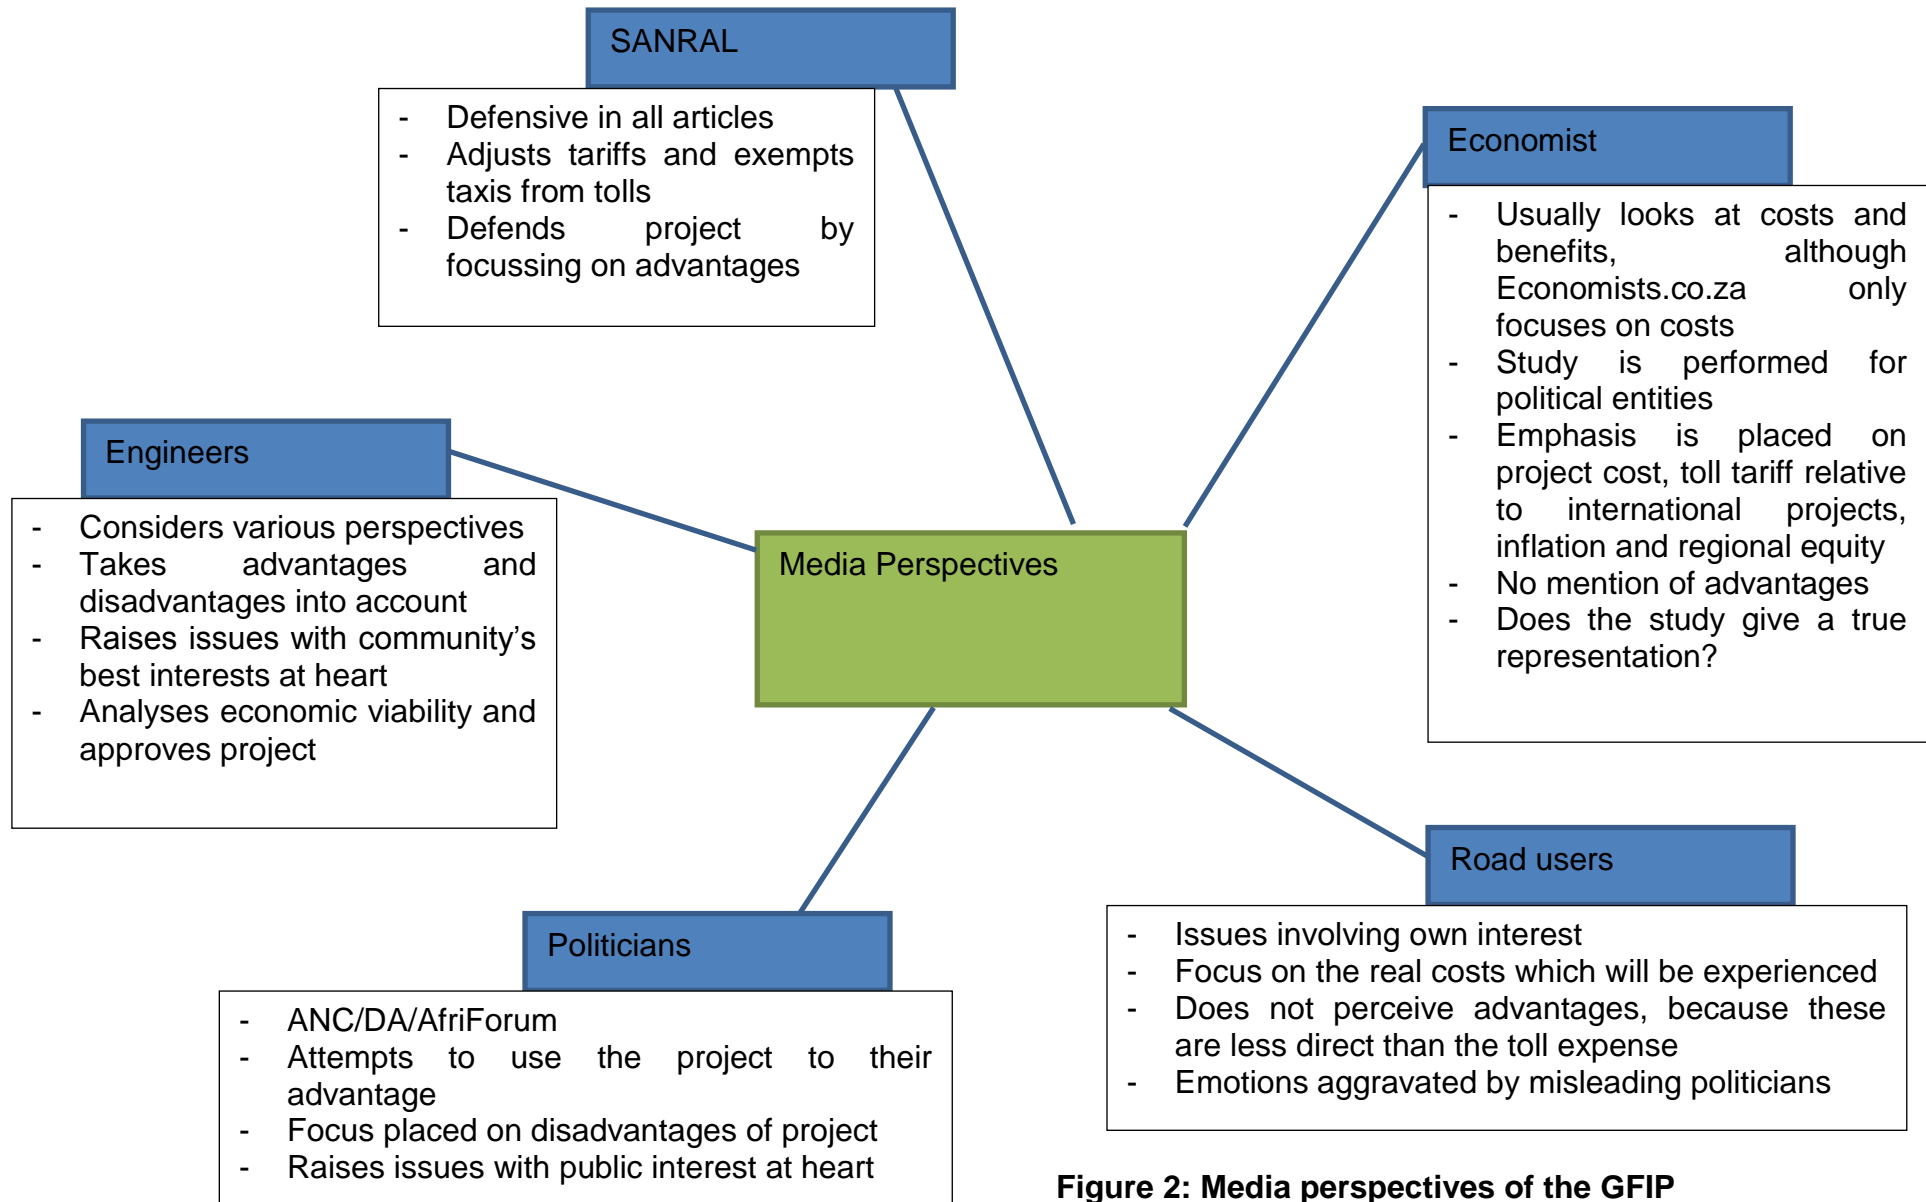 SANRAL
- Defensive in all articles
- Adjusts tariffs and exempts
taxis from tolls
- Defends project by
focussing on advantages
Economist
- Usually looks at costs and
benefits, although
Economists.co.za only
focuses on costs
- Study is performed for
political entities
- Emphasis is placed on
project cost, toll tariff relative
to international projects,
inflation and regional equity
- No mention of advantages
- Does the study give a true
representation?
Engineers
- Considers various perspectives
- Takes advantages and
disadvantages into account
- Raises issues with community’s
best interests at heart
- Analyses economic viability and
approves project
Media Perspectives
Road users
- Issues involving own interest
- Focus on the real costs which will be experienced
- Does not perceive advantages, because these
are less direct than the toll expense
- Emotions aggravated by misleading politicians
Politicians
- ANC/DA/AfriForum
- Attempts to use the project to their
advantage
- Focus placed on disadvantages of project
- Raises issues with public interest at heart
Figure 2: Media perspectives of the GFIP